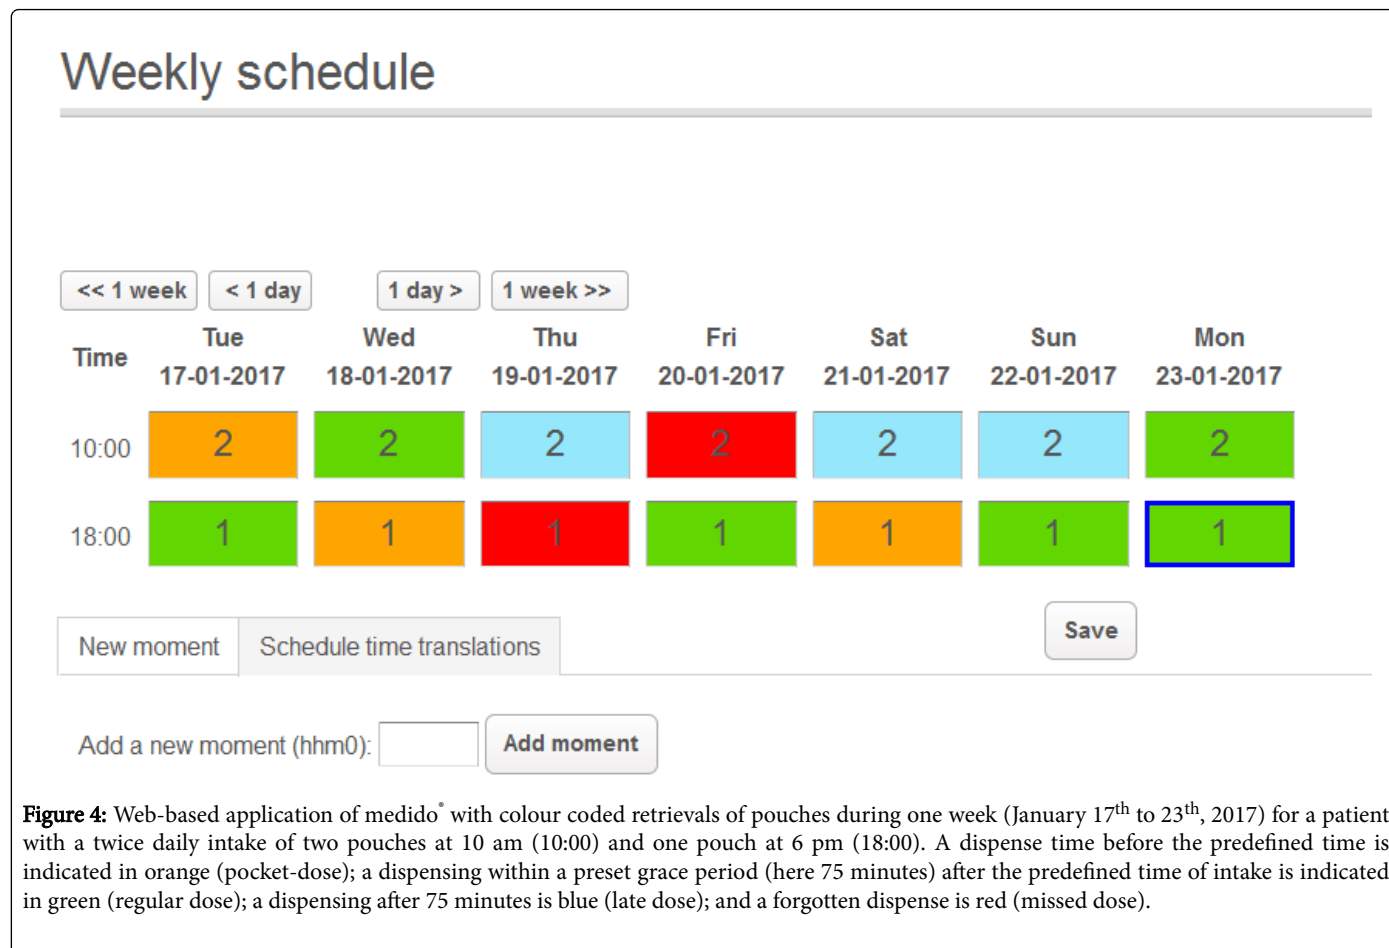 Weekly schedule
<< 1 week < 1 day 1 day > 1 week >>
Time Tue Wed Thu Fri Sat Sun Mon
17-01-2017 18-01-2017 19-01-2017 20-01-2017 21-01-2017 22-01-2017 23-01-2017
10:00 2 2 2 2 2 2 2
18:00 1 1 1 1 1 1 1
Save
New moment Schedule time translations
Add a new moment (hhm0): Add moment
Figure 4: Web-based application of medido® with colour coded retrievals of pouches during one week (January 17th to 23th, 2017) for a patient
with a twice daily intake of two pouches at 10 am (10:00) and one pouch at 6 pm (18:00). A dispense time before the predefined time is
indicated in orange (pocket-dose); a dispensing within a preset grace period (here 75 minutes) after the predefined time of intake is indicated
in green (regular dose); a dispensing after 75 minutes is blue (late dose); and a forgotten dispense is red (missed dose).